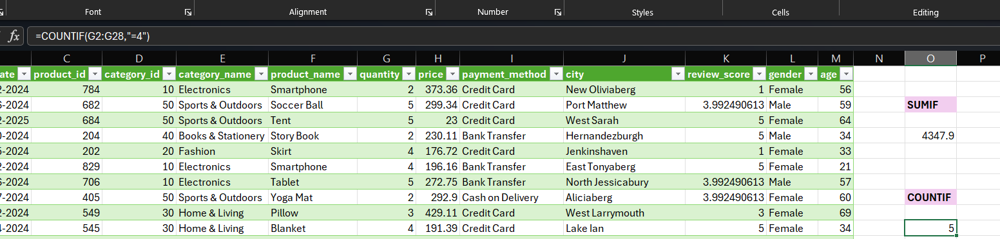 Font Alignment Number Styles Cells Editing
fx =COUNTIF(G2:G28,"=4")
C D E F G H I J K L M N O P
ate product_id category_id category_name product_name quantity price payment_method city review_score gender age
2-2024 784 10 Electronics Smartphone 2 373.36 Credit Card New Oliviaberg 1 Female 56
6-2024 682 50 Sports & Outdoors Soccer Ball 5 299.34 Credit Card Port Matthew 3.992490613 Male 59 SUMIF
2-2025 684 50 Sports & Outdoors Tent 5 23 Credit Card West Sarah 5 Female 64
0-2024 204 40 Books & Stationery Story Book 2 230.11 Bank Transfer Hernandezburgh 5 Male 34 4347.9
5-2024 202 20 Fashion Skirt 4 176.72 Credit Card Jenkinshaven 1 Female 33
2-2024 829 10 Electronics Smartphone 4 196.16 Bank Transfer East Tonyaberg 5 Female 21
6-2024 706 10 Electronics Tablet 5 272.75 Bank Transfer North Jessicabury 3.992490613 Male 57
7-2024 405 50 Sports & Outdoors Yoga Mat 2 292.9 Cash on Delivery Aliciaberg 3.992490613 Female 60 COUNTIF
2-2024 549 30 Home & Living Pillow 3 429.11 Credit Card West Larrymouth 3 Female 69
-2024 545 30 Home & Living Blanket 4 191.39 Credit Card Lake Ian 5 Female 34 5